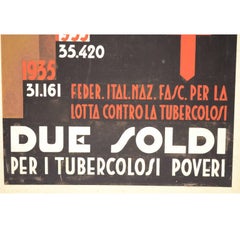 35.420
1935
31.161
FEDER. ITAL. NAZ. FASC. PER LA
LOTTA CONTRO LA TUBERCOLOSI
DUE SOLDI
PER I TUBERCOLOSI POVERI